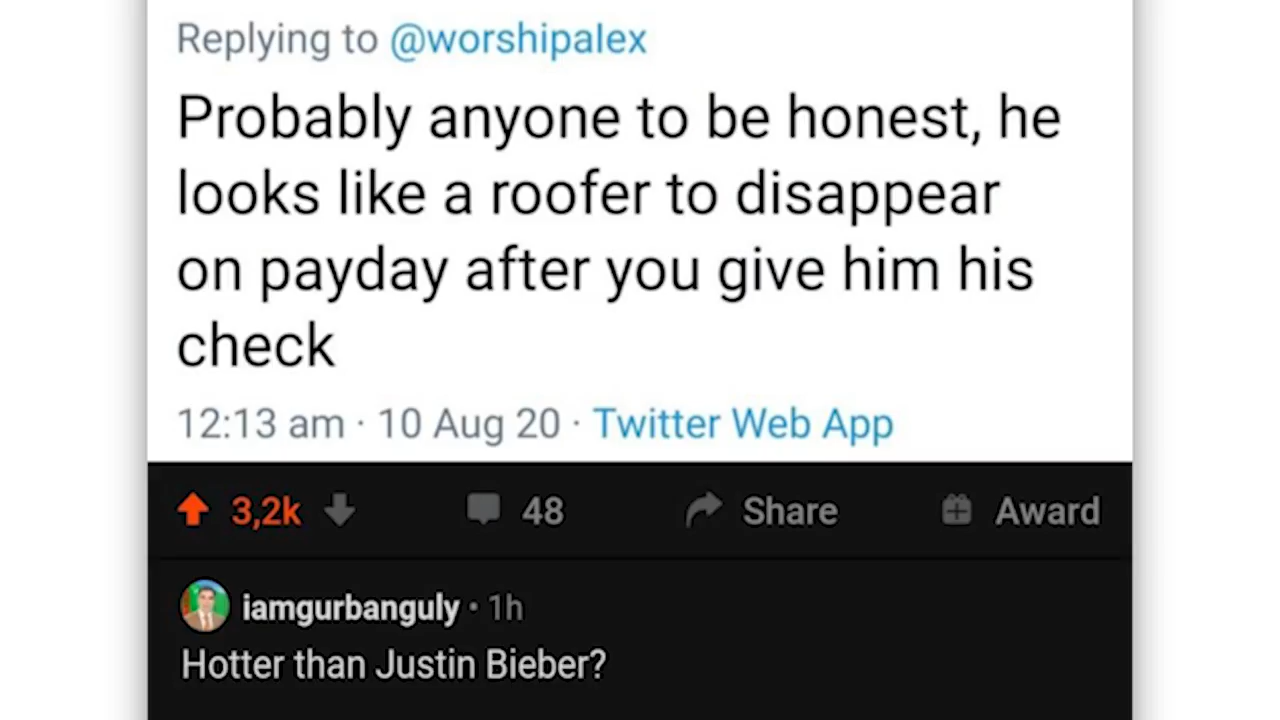 Replying to @worshipalex
Probably anyone to be honest, he
looks like a roofer to disappear
on payday after you give him his
check
12:13 am · 10 Aug 20 · Twitter Web App
3,2k 48 Share Award
iamgurbanguly · 1h
Hotter than Justin Bieber?